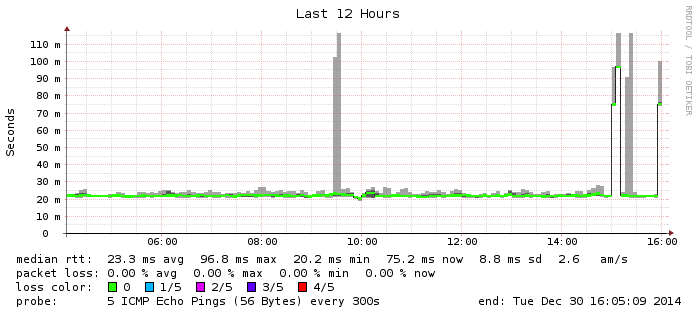 Last 12 Hours
RRDTOOL / TOBI OETIKER
Seconds
110 m
100 m
90 m
80 m
70 m
60 m
50 m
40 m
30 m
20 m
10 m
0
06:00 08:00 10:00 12:00 14:00 16:00
median rtt: 23.3 ms avg 96.8 ms max 20.2 ms min 75.2 ms now 8.8 ms sd 2.6 am/s
packet loss: 0.00 % avg 0.00 % max 0.00 % min 0.00 % now
loss color: 0 1/5 2/5 3/5 4/5
probe: 5 ICMP Echo Pings (56 Bytes) every 300s end: Tue Dec 30 16:05:09 2014